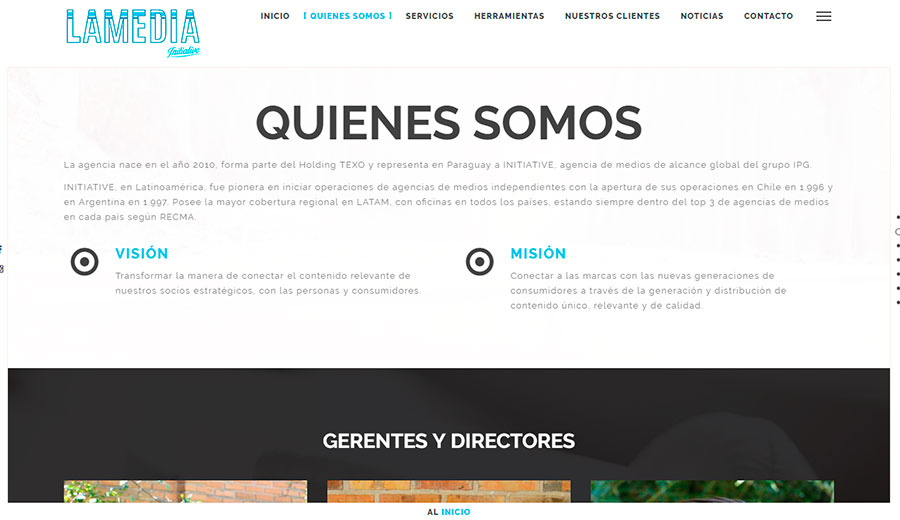 LAMEDIA
Initiative
INICIO [ QUIENES SOMOS ] SERVICIOS HERRAMIENTAS NUESTROS CLIENTES NOTICIAS CONTACTO
QUIENES SOMOS
La agencia nace en el año 2010, forma parte del Holding TEXO y representa en Paraguay a INITIATIVE, agencia de medios de alcance global del grupo IPG.
INITIATIVE, en Latinoamérica, fue pionera en iniciar operaciones de agencias de medios independientes con la apertura de sus operaciones en Chile en 1.996 y
en Argentina en 1.997. Posee la mayor cobertura regional en LATAM, con oficinas en todos los países, estando siempre dentro del top 3 de agencias de medios
en cada país según RECMA.
VISIÓN
Transformar la manera de conectar el contenido relevante de
nuestros socios estratégicos, con las personas y consumidores.
MISIÓN
Conectar a las marcas con las nuevas generaciones de
consumidores a través de la generación y distribución de
contenido único, relevante y de calidad.
GERENTES Y DIRECTORES
AL INICIO